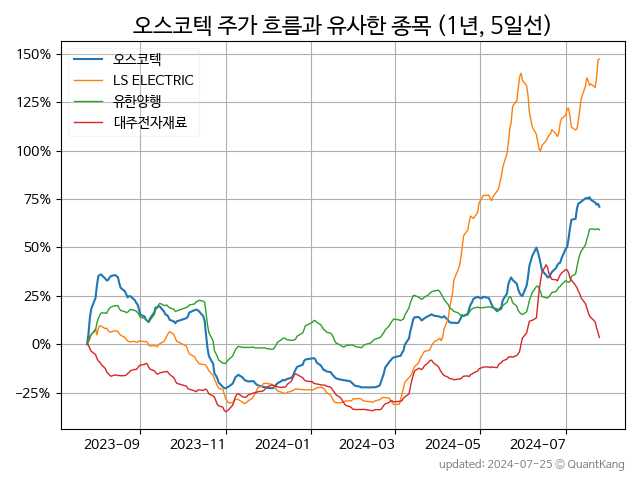 오스코텍 주가 흐름과 유사한 종목 (1년, 5일선)
오스코텍
LS ELECTRIC
유한양행
대주전자재료
150%
125%
100%
75%
50%
25%
0%
−25%
2023-09
2023-11
2024-01
2024-03
2024-05
2024-07
updated: 2024-07-25 © QuantKang